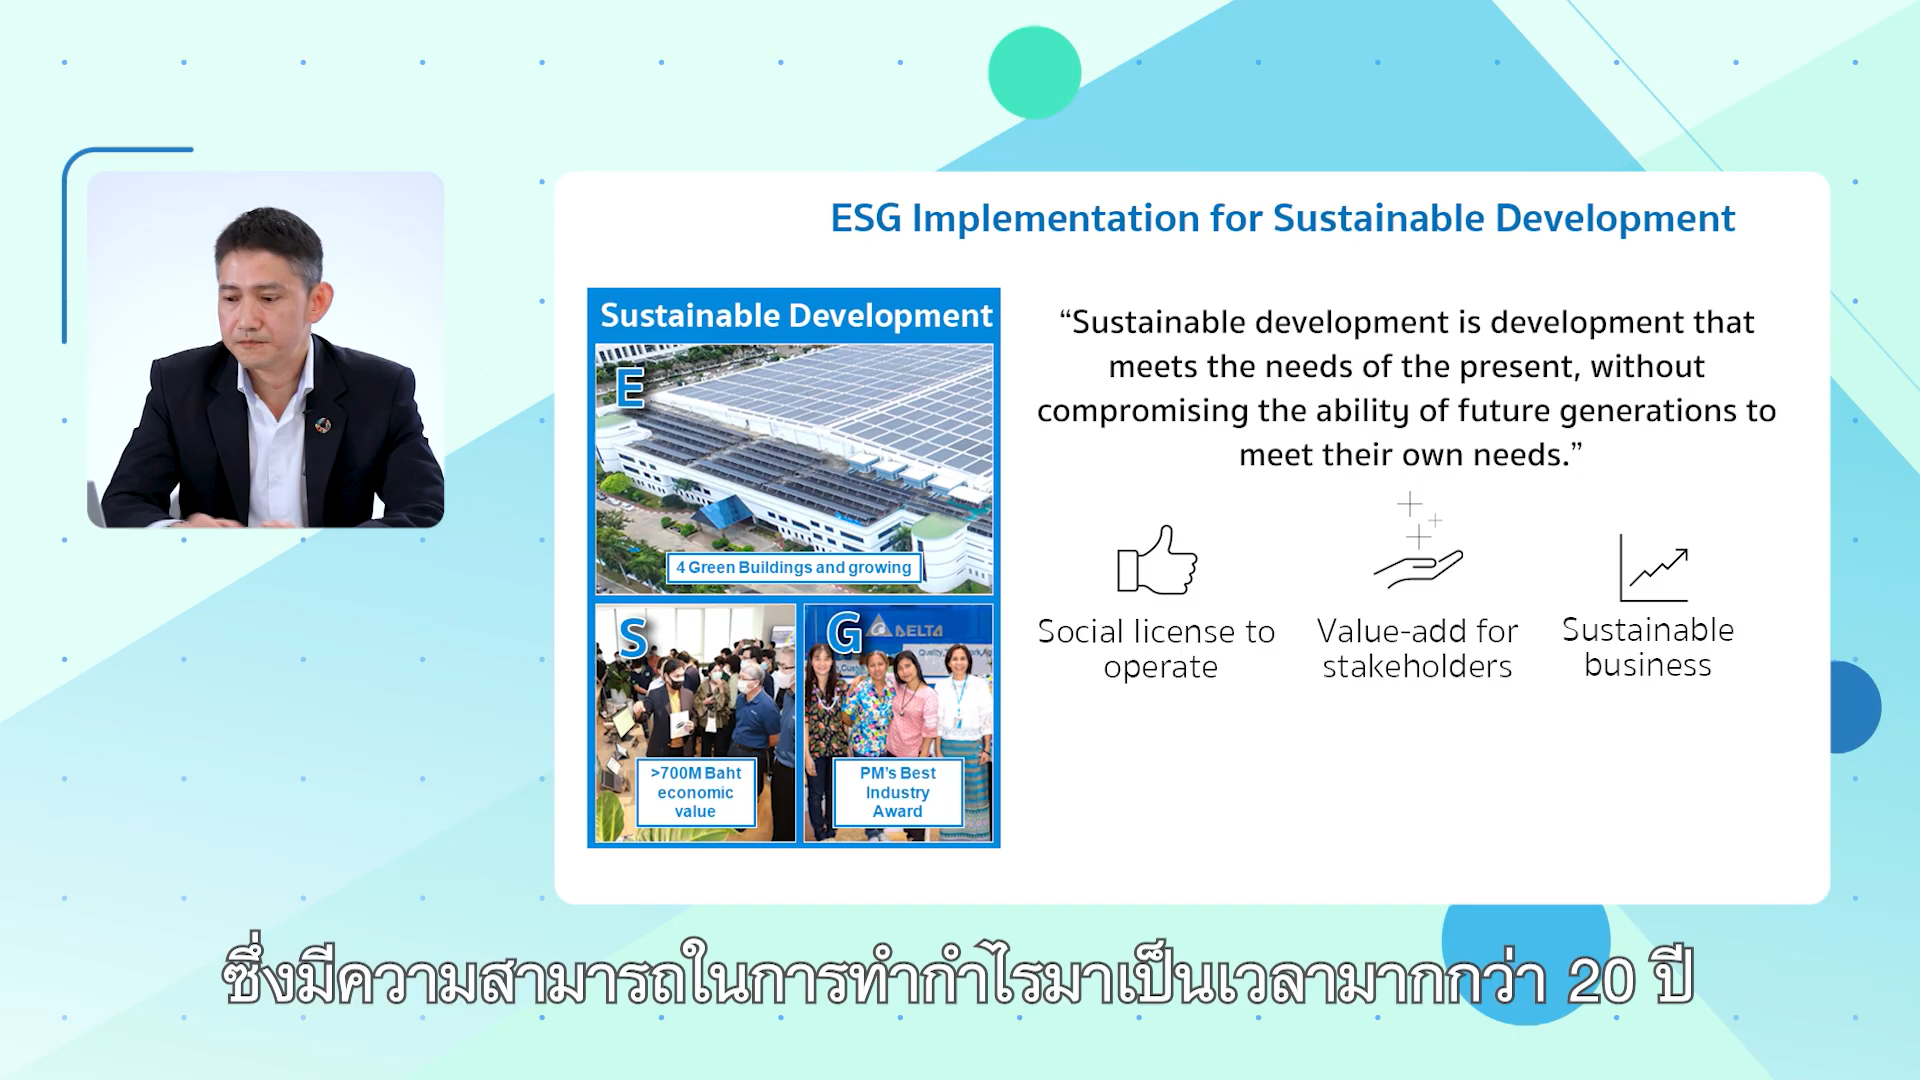 ESG Implementation for Sustainable Development
Sustainable Development
E
4 Green Buildings and growing
S
>700M Baht
economic
value
G
DELTA
PM's Best
Industry
Award
“Sustainable development is development that
meets the needs of the present, without
compromising the ability of future generations to
meet their own needs.”
Social license to
operate
Value-add for
stakeholders
Sustainable
business
ซึ่งมีความสามารถในการทำกำไรมาเป็นเวลามากกว่า 20 ปี